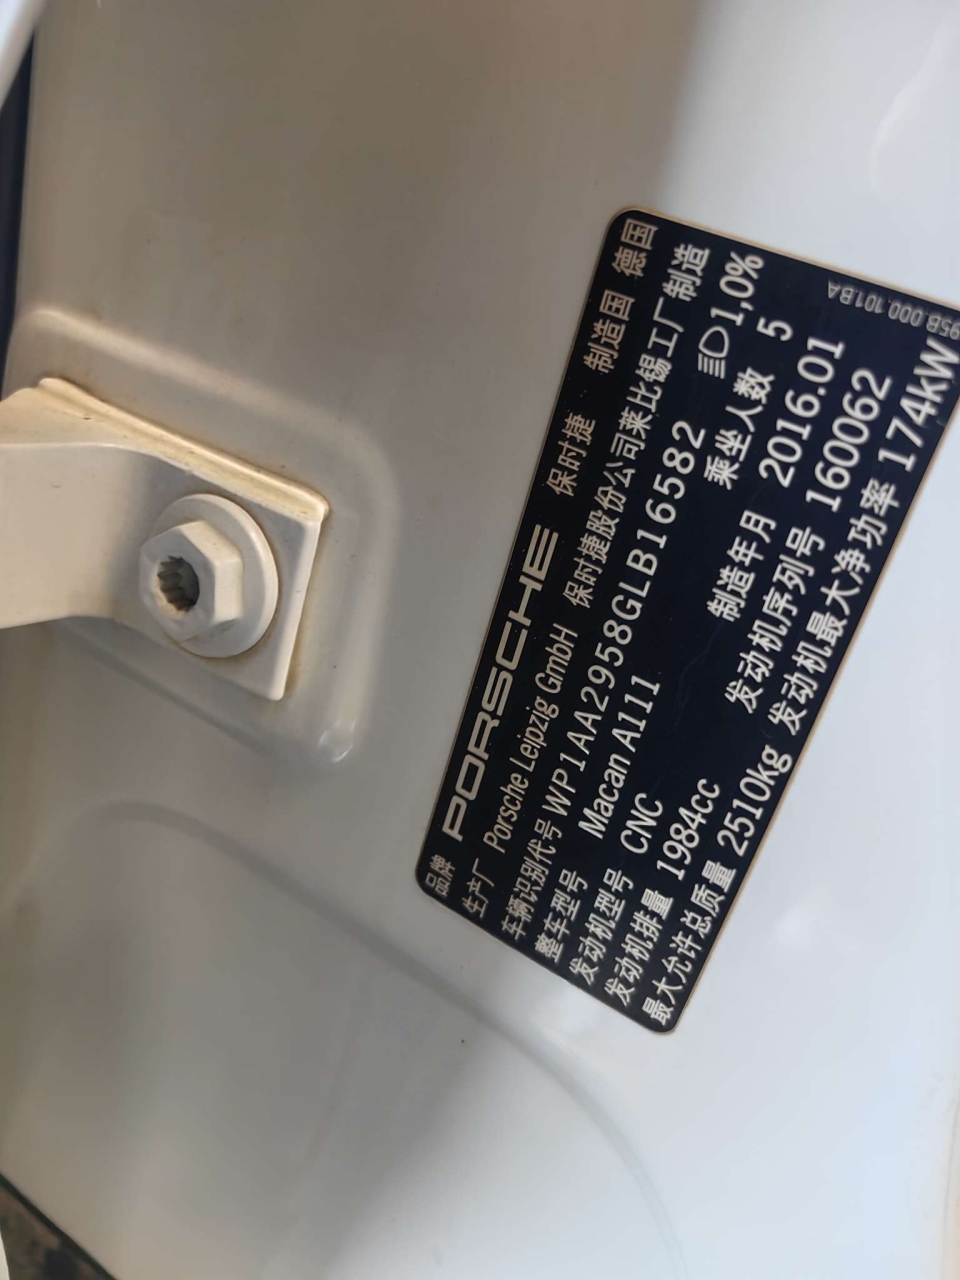 品牌 PORSCHE 保时捷 制造国 德国
生产厂 Porsche Leipzig GmbH 保时捷股份公司莱比锡工厂制造
车辆识别代号 WP1AA2958GLB16582 1,0%
整车型号 Macan A111 乘坐人数 5
发动机型号 CNC 制造年月 2016.01
发动机排量 1984cc 发动机序列号 160062
最大允许总质量 2510kg 发动机最大净功率 174kW
95B.000.101.BA